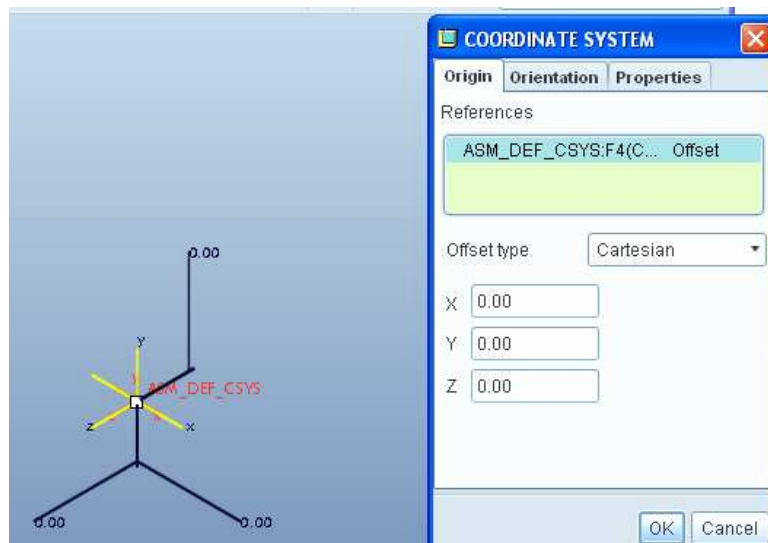 COORDINATE SYSTEM
Origin Orientation Properties
References
ASM_DEF_CSYS:F4(C... Offset
Offset type Cartesian
X 0.00
Y 0.00
Z 0.00
OK Cancel
0.00
y
y
ASM_DEF_CSYS
z
x
0.00
0.00